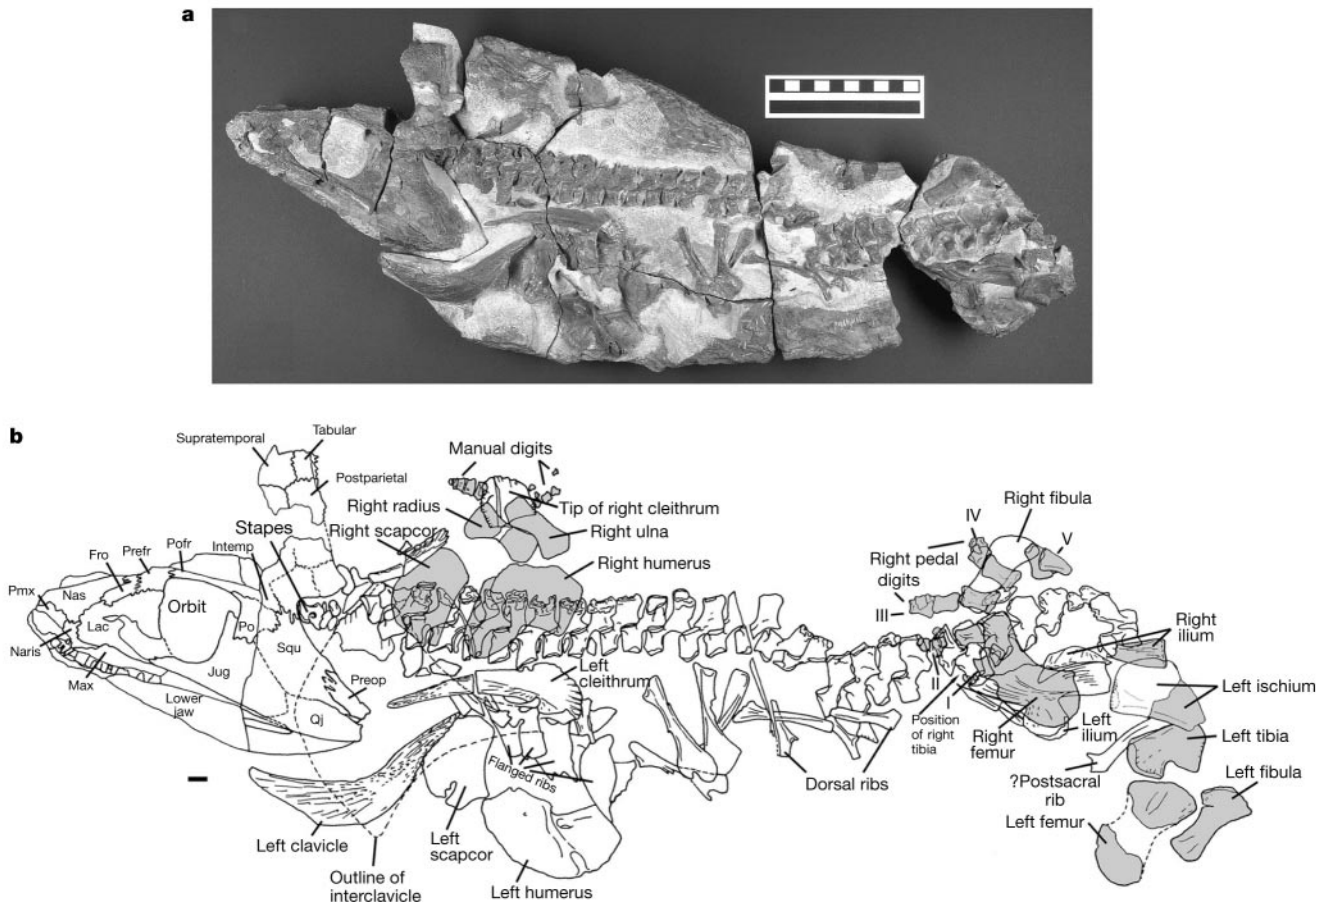 a
b
Supratemporal
Tabular
Postparietal
Manual digits
Tip of right cleithrum
Right radius
Right scapcor
Right ulna
Stapes
Right humerus
Intemp
Pofr
Prefr
Fro
Pmx
Nas
Orbit
Lac
Po
Naris
Squ
Max
Jug
Preop
Lower
jaw
Qj
Left
cleithrum
Flanged ribs
Left clavicle
Outline of
interclavicle
Left
scapcor
Left humerus
Dorsal ribs
IV
Right fibula
V
Right pedal
digits
III
II
I
Position
of right
tibia
Right
femur
Left
ilium
Right
ilium
Left ischium
Left tibia
?Postsacral
rib
Left fibula
Left femur